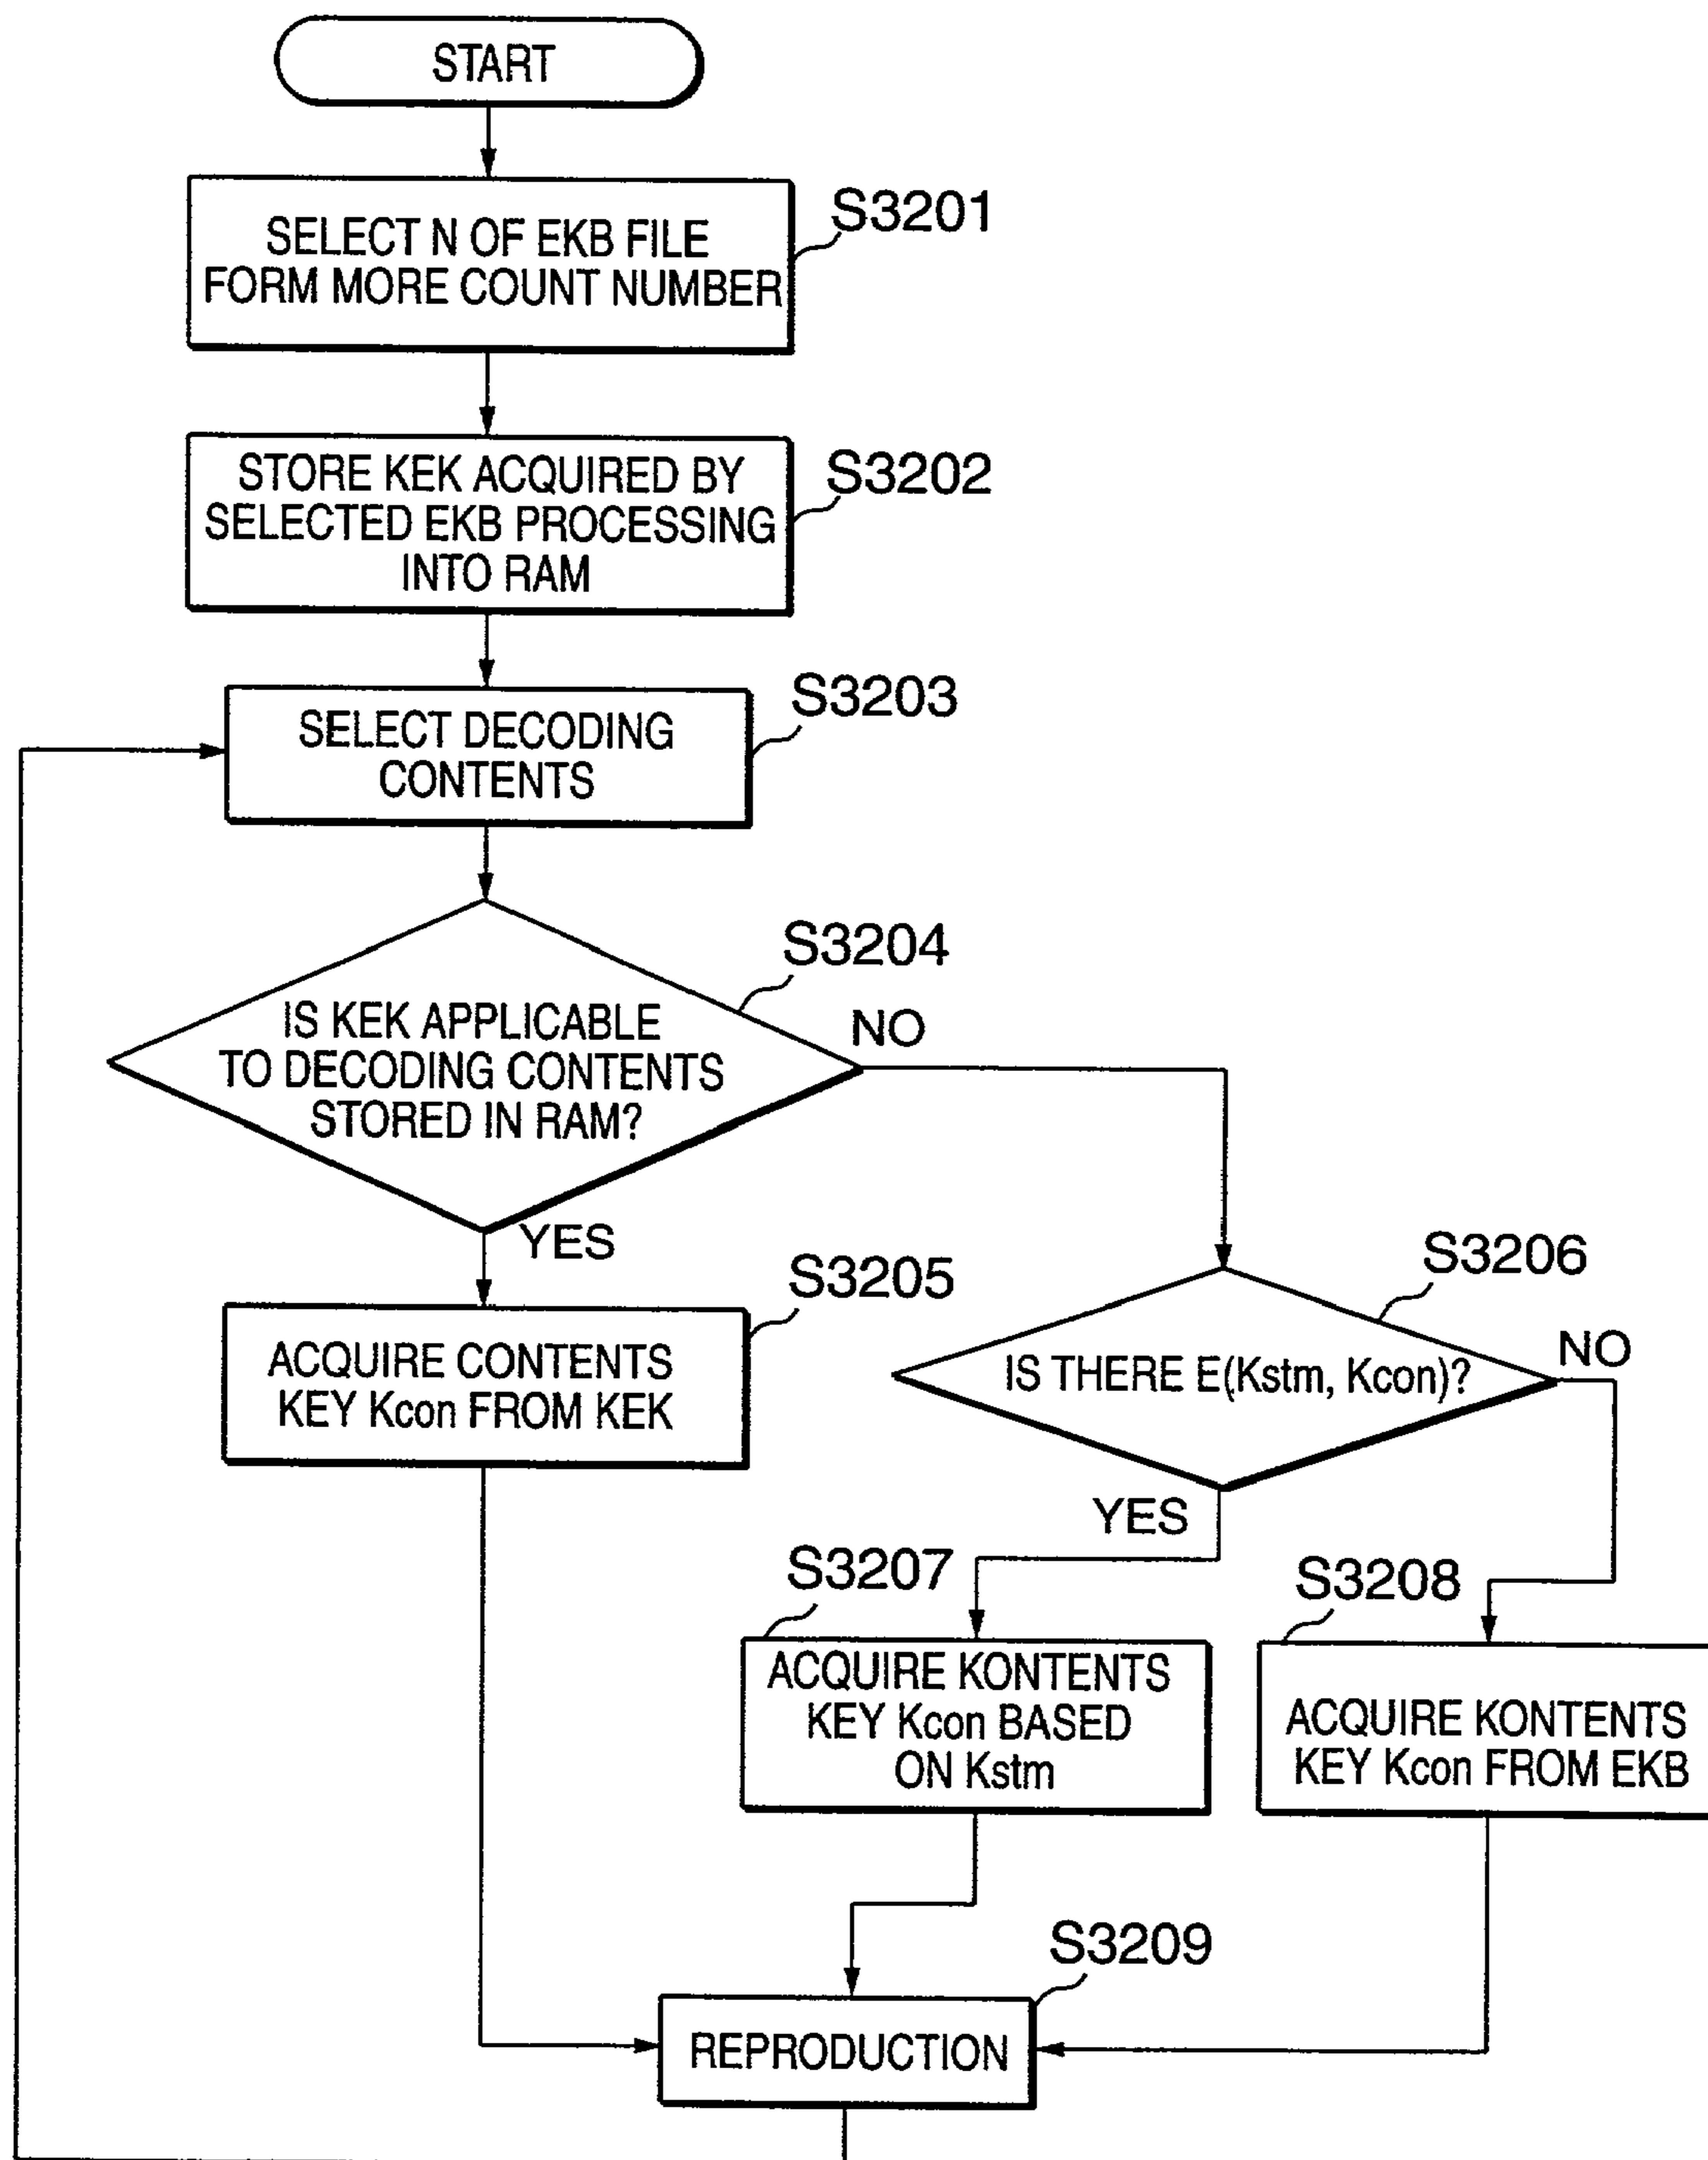 START
S3201
SELECT N OF EKB FILE
FORM MORE COUNT NUMBER
S3202
STORE KEK ACQUIRED BY
SELECTED EKB PROCESSING
INTO RAM
S3203
SELECT DECODING
CONTENTS
S3204
IS KEK APPLICABLE
TO DECODING CONTENTS
STORED IN RAM?
NO
YES
S3205
ACQUIRE CONTENTS
KEY Kcon FROM KEK
S3206
IS THERE E(Kstm, Kcon)?
NO
YES
S3207
ACQUIRE KONTENTS
KEY Kcon BASED
ON Kstm
S3208
ACQUIRE KONTENTS
KEY Kcon FROM EKB
S3209
REPRODUCTION